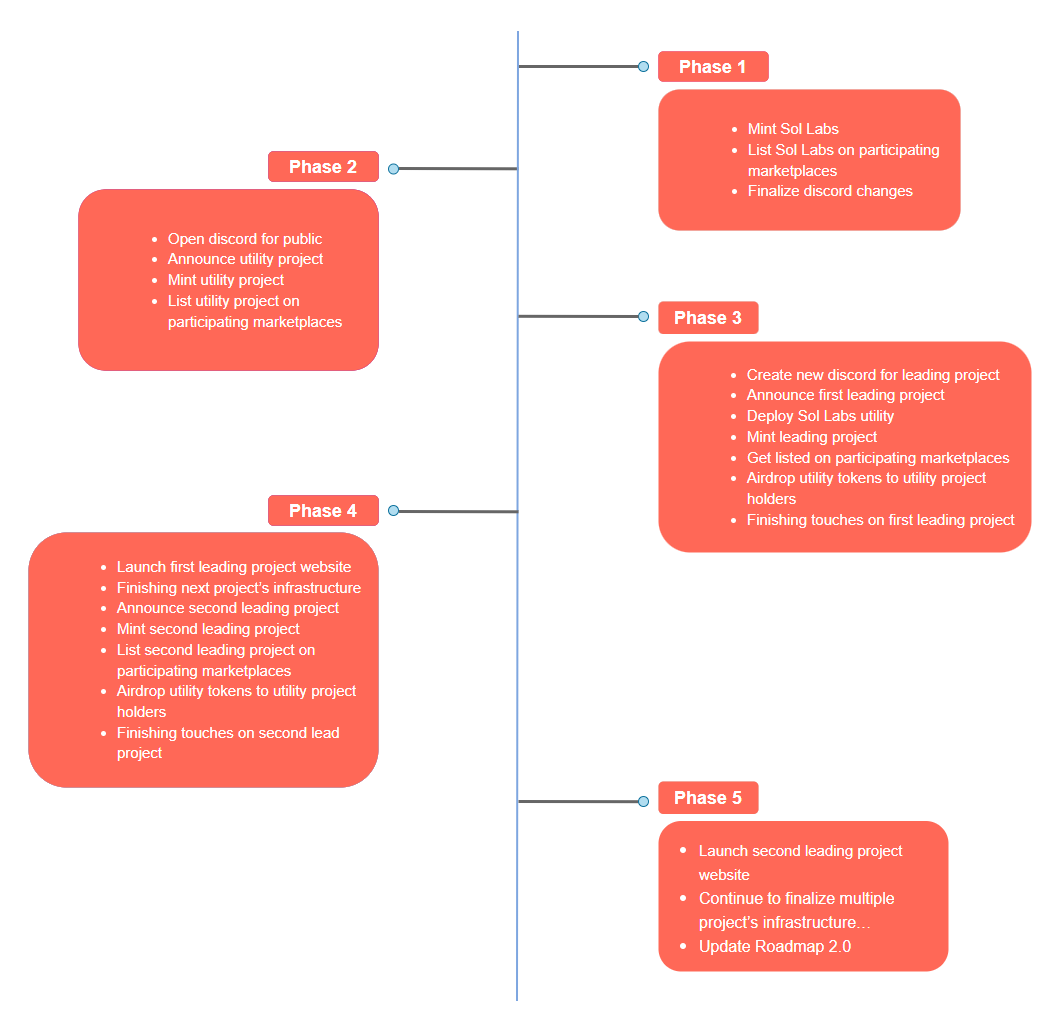 Phase 1
• Mint Sol Labs
• List Sol Labs on participating
marketplaces
• Finalize discord changes
Phase 2
• Open discord for public
• Announce utility project
• Mint utility project
• List utility project on
participating marketplaces
Phase 3
• Create new discord for leading project
• Announce first leading project
• Deploy Sol Labs utility
• Mint leading project
• Get listed on participating marketplaces
• Airdrop utility tokens to utility project
holders
• Finishing touches on first leading project
Phase 4
• Launch first leading project website
• Finishing next project's infrastructure
• Announce second leading project
• Mint second leading project
• List second leading project on
participating marketplaces
• Airdrop utility tokens to utility project
holders
• Finishing touches on second lead
project
Phase 5
• Launch second leading project
website
• Continue to finalize multiple
project's infrastructure…
• Update Roadmap 2.0